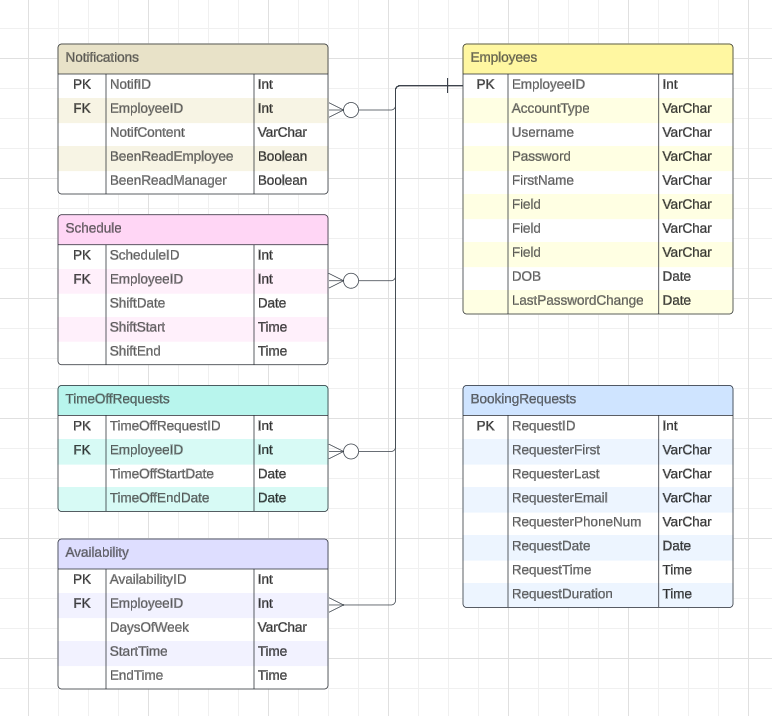 Notifications
PK NotifID Int
FK EmployeeID Int
NotifContent VarChar
BeenReadEmployee Boolean
BeenReadManager Boolean
Schedule
PK ScheduleID Int
FK EmployeeID Int
ShiftDate Date
ShiftStart Time
ShiftEnd Time
TimeOffRequests
PK TimeOffRequestID Int
FK EmployeeID Int
TimeOffStartDate Date
TimeOffEndDate Date
Availability
PK AvailabilityID Int
FK EmployeeID Int
DaysOfWeek VarChar
StartTime Time
EndTime Time
Employees
PK EmployeeID Int
AccountType VarChar
Username VarChar
Password VarChar
FirstName VarChar
Field VarChar
Field VarChar
Field VarChar
DOB Date
LastPasswordChange Date
BookingRequests
PK RequestID Int
RequesterFirst VarChar
RequesterLast VarChar
RequesterEmail VarChar
RequesterPhoneNum VarChar
RequestDate Date
RequestTime Time
RequestDuration Time